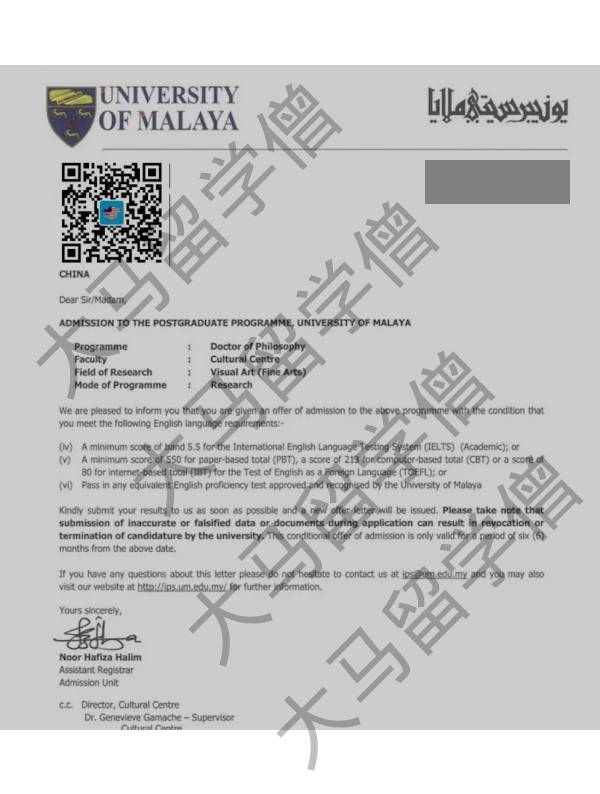 UNIVERSITY
OF MALAYA
يونيبرسيتي ملايا
CHINA
Dear Sir/Madam,
ADMISSION TO THE POSTGRADUATE PROGRAMME, UNIVERSITY OF MALAYA
Programme : Doctor of Philosophy
Faculty : Cultural Centre
Field of Research : Visual Art (Fine Arts)
Mode of Programme : Research
We are pleased to inform you that you are given an offer of admission to the above programme with the condition that
you meet the following English language requirements:-
(iv) A minimum score of band 5.5 for the International English Language Testing System (IELTS) (Academic); or
(v) A minimum score of 550 for paper-based total (PBT), a score of 213 for computer-based total (CBT) or a score of
80 for internet-based total (IBT) for the Test of English as a Foreign Language (TOEFL); or
(vi) Pass in any equivalent English proficiency test approved and recognised by the University of Malaya
Kindly submit your results to us as soon as possible and a new offer letter will be issued. Please take note that
submission of inaccurate or falsified data or documents during application can result in revocation or
termination of candidature by the university. This conditional offer of admission is only valid for a period of six (6)
months from the above date.
If you have any questions about this letter please do not hesitate to contact us at ips@um.edu.my and you may also
visit our website at http://ips.um.edu.my/ for further information.
Yours sincerely,
Noor Hafiza Halim
Assistant Registrar
Admission Unit
c.c. Director, Cultural Centre
Dr. Genevieve Gamache – Supervisor
Cultural Centre
大马留学僧
大马留学僧
大马留学僧
大马留学僧